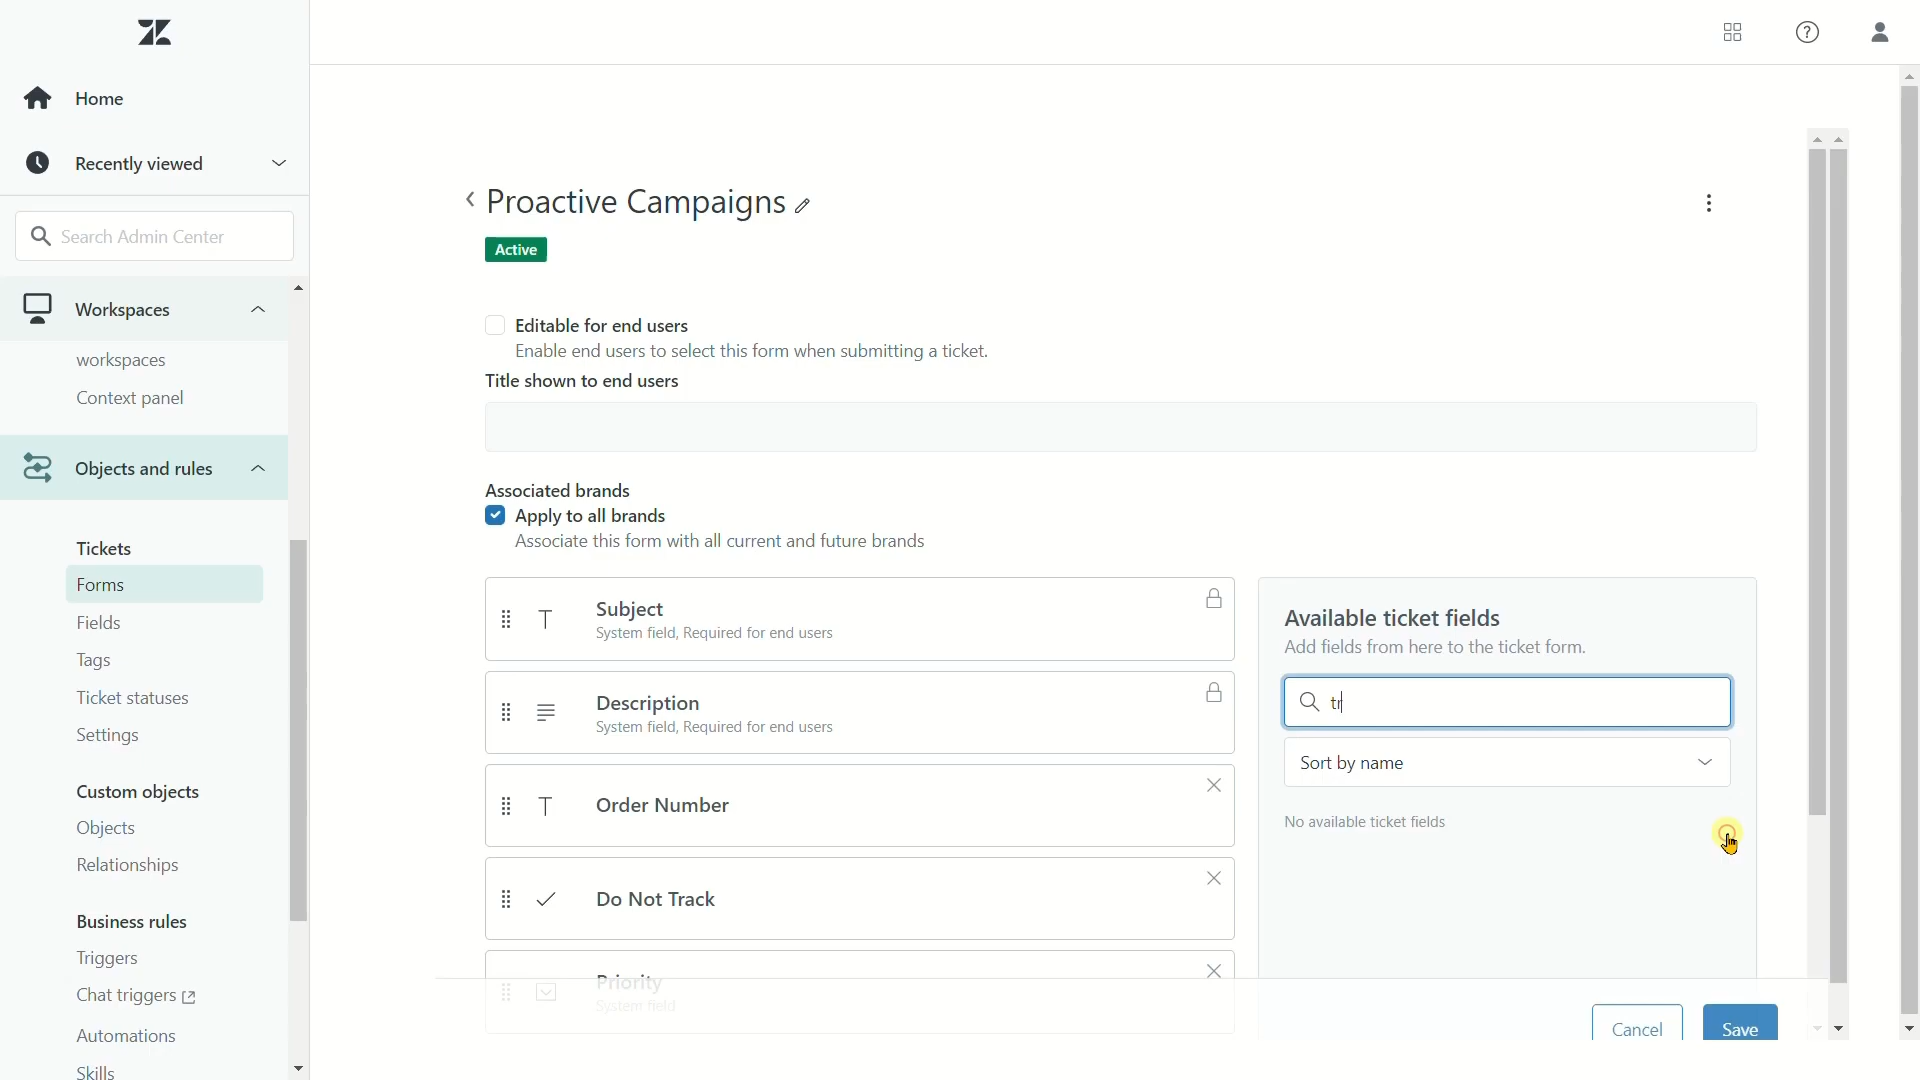 Home
Recently viewed
Search Admin Center
Workspaces
workspaces
Context panel
Objects and rules
Tickets
Forms
Fields
Tags
Ticket statuses
Settings
Custom objects
Objects
Relationships
Business rules
Triggers
Chat triggers
Automations
Skills
Proactive Campaigns
Active
Editable for end users
Enable end users to select this form when submitting a ticket.
Title shown to end users
Associated brands
Apply to all brands
Associate this form with all current and future brands
Subject
System field, Required for end users
Description
System field, Required for end users
Order Number
Do Not Track
Priority
System field
Available ticket fields
Add fields from here to the ticket form.
tr
Sort by name
No available ticket fields
Cancel
Save